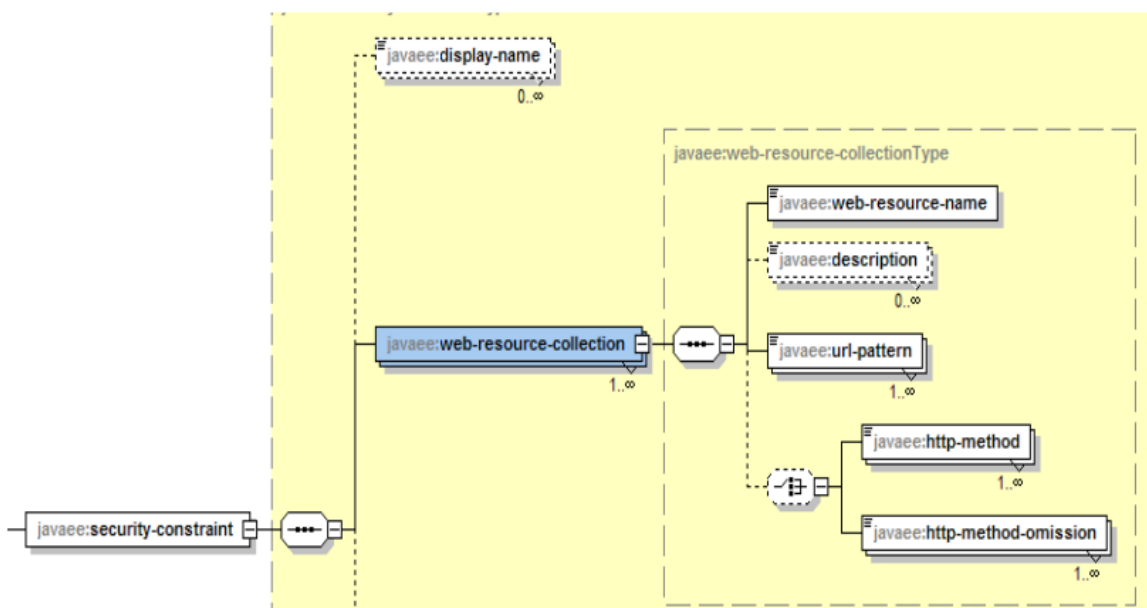 javaee:display-name
0..∞
javaee:web-resource-collectionType
javaee:web-resource-name
javaee:description
0..∞
javaee:web-resource-collection
1..∞
javaee:url-pattern
1..∞
javaee:http-method
1..∞
javaee:security-constraint
javaee:http-method-omission
1..∞